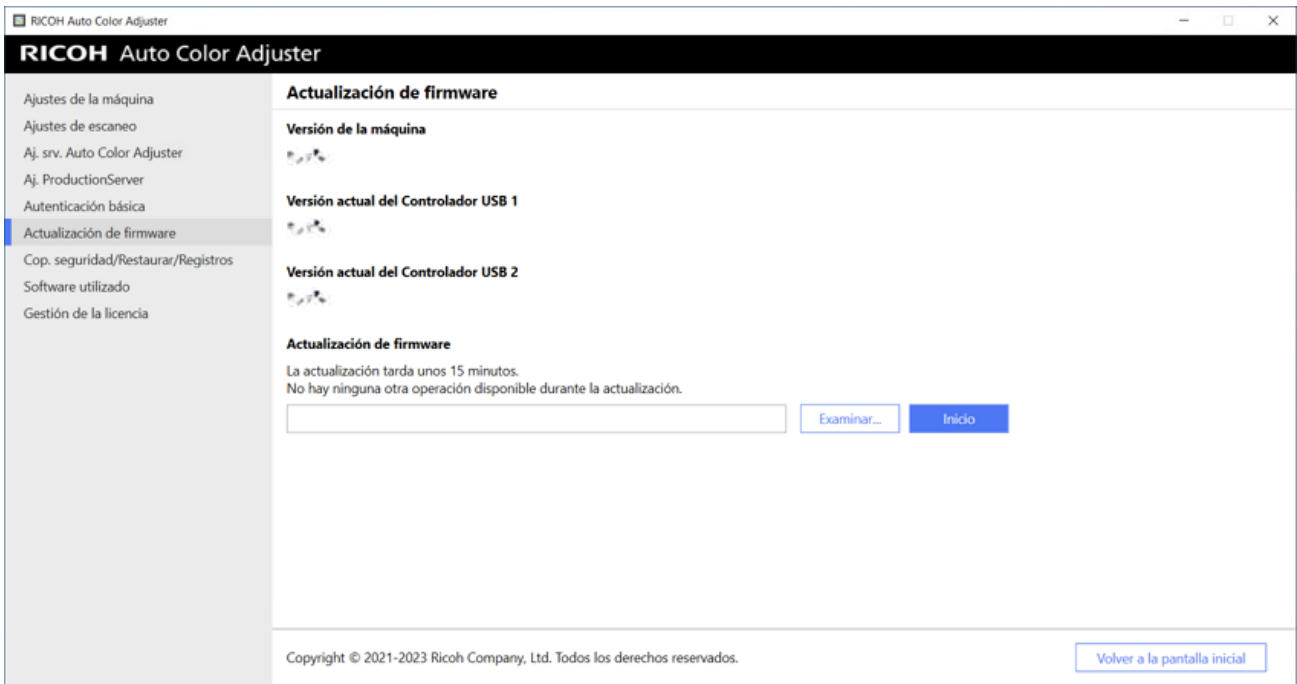 RICOH Auto Color Adjuster
RICOH Auto Color Adjuster
Ajustes de la máquina
Ajustes de escaneo
Aj. srv. Auto Color Adjuster
Aj. ProductionServer
Autenticación básica
Actualización de firmware
Cop. seguridad/Restaurar/Registros
Software utilizado
Gestión de la licencia
Actualización de firmware
Versión de la máquina
Versión actual del Controlador USB 1
Versión actual del Controlador USB 2
Actualización de firmware
La actualización tarda unos 15 minutos.
No hay ninguna otra operación disponible durante la actualización.
Examinar...
Inicio
Copyright © 2021-2023 Ricoh Company, Ltd. Todos los derechos reservados.
Volver a la pantalla inicial